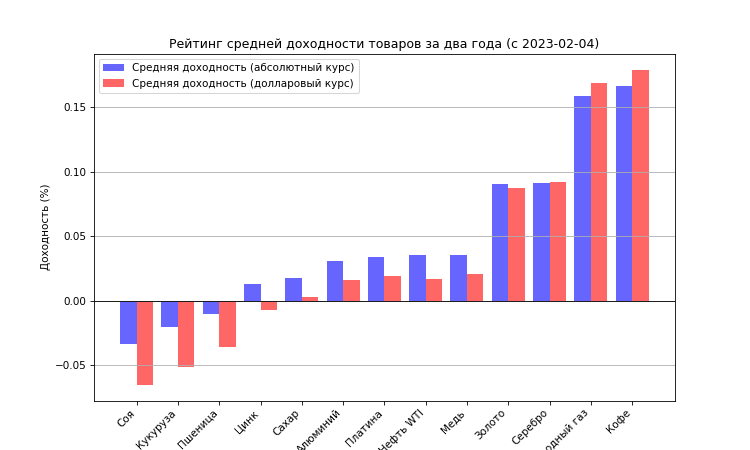 Рейтинг средней доходности товаров за два года (с 2023-02-04)
Средняя доходность (абсолютный курс)
Средняя доходность (долларовый курс)
Доходность (%)
0.15
0.10
0.05
0.00
−0.05
Соя
Кукуруза
Пшеница
Цинк
Сахар
Алюминий
Платина
Нефть WTI
Медь
Золото
Серебро
газ
Кофе